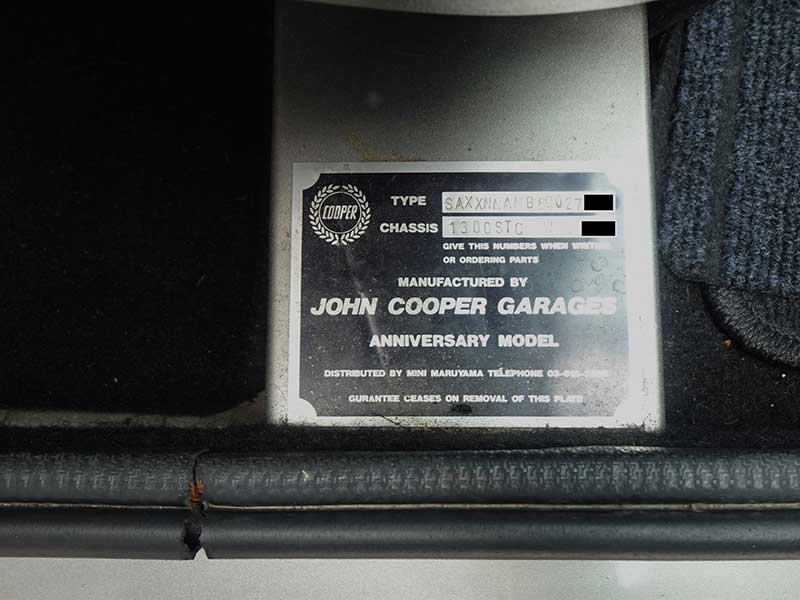 COOPER
TYPE
CHASSIS 1300STC
GIVE THIS NUMBERS WHEN WRITING
OR ORDERING PARTS
MANUFACTURED BY
JOHN COOPER GARAGES
ANNIVERSARY MODEL
DISTRIBUTED BY MINI MARUYAMA TELEPHONE
GURANTEE CEASES ON REMOVAL OF THIS PLATE